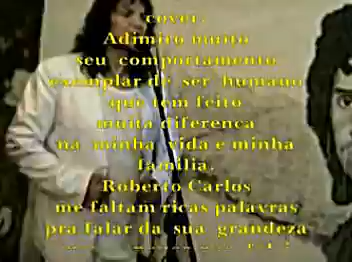 cover.
Adimiro muito
seu comportamento
exemplar de ser humano
que tem feito
muita diferenca
na minha vida e minha
familia.
Roberto Carlos
me faltam ricas palavras
pra falar da sua grandeza